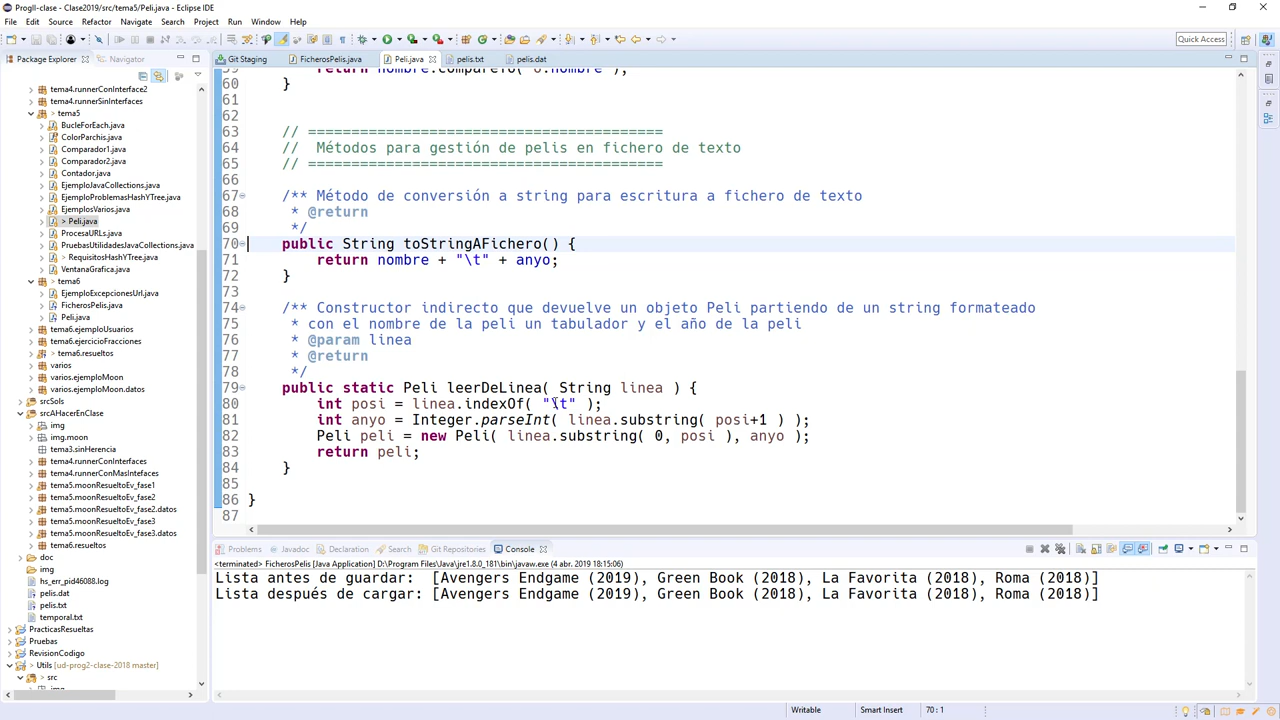 ProgII-clase - Clase2019/src/tema5/Peli.java - Eclipse IDE
File Edit Source Refactor Navigate Search Project Run Window Help
Quick Access
Package Explorer Navigator
Git Staging FicherosPelis.java Peli.java pelis.txt pelis.dat
tema4.runnerConInterface2
tema4.runnerSinInterfaces
> tema5
BucleForEach.java
ColorParchis.java
Comparador1.java
Comparador2.java
Contador.java
EjemploJavaCollections.java
EjemploProblemasHashYTree.java
EjemplosVarios.java
> Peli.java
ProcesaURLs.java
PruebasUtilidadesJavaCollections.java
> RequisitosHashYTree.java
VentanaGrafica.java
> tema6
EjemploExcepcionesUrl.java
FicherosPelis.java
Peli.java
tema6.ejemploUsuarios
tema6.ejercicioFracciones
> tema6.resueltos
varios
varios.ejemploMoon
varios.ejemploMoon.datos
srcSols
srcAHacerEnClase
img
img.moon
tema3.sinHerencia
tema4.runnerConInterfaces
tema4.runnerConMasIntefaces
tema5.moonResueltoEv_fase1
tema5.moonResueltoEv_fase2
tema5.moonResueltoEv_fase2.datos
tema5.moonResueltoEv_fase3
tema5.moonResueltoEv_fase3.datos
tema6.resueltos
doc
img
hs_err_pid46088.log
pelis.dat
pelis.txt
temporal.txt
PracticasResueltas
Pruebas
RevisionCodigo
> Utils [ud-prog2-clase-2018 master]
> src
59 return nombre.compareTo( o.nombre );
60 }
61
62
63 // =========================================
64 // Métodos para gestión de pelis en fichero de texto
65 // =========================================
66
67 /** Método de conversión a string para escritura a fichero de texto
68 * @return
69 */
70 public String toStringAFichero() {
71 return nombre + "\t" + anyo;
72 }
73
74 /** Constructor indirecto que devuelve un objeto Peli partiendo de un string formateado
75 * con el nombre de la peli un tabulador y el año de la peli
76 * @param linea
77 * @return
78 */
79 public static Peli leerDeLinea( String linea ) {
80 int posi = linea.indexOf( "\t" );
81 int anyo = Integer.parseInt( linea.substring( posi+1 ) );
82 Peli peli = new Peli( linea.substring( 0, posi ), anyo );
83 return peli;
84 }
85
86 }
87
Problems Javadoc Declaration Search Git Repositories Console
<terminated> FicherosPelis [Java Application] D:\Program Files\Java\jre1.8.0_181\bin\javaw.exe (4 abr. 2019 18:15:06)
Lista antes de guardar: [Avengers Endgame (2019), Green Book (2018), La Favorita (2018), Roma (2018)]
Lista después de cargar: [Avengers Endgame (2019), Green Book (2018), La Favorita (2018), Roma (2018)]
Writable Smart Insert 70 : 1